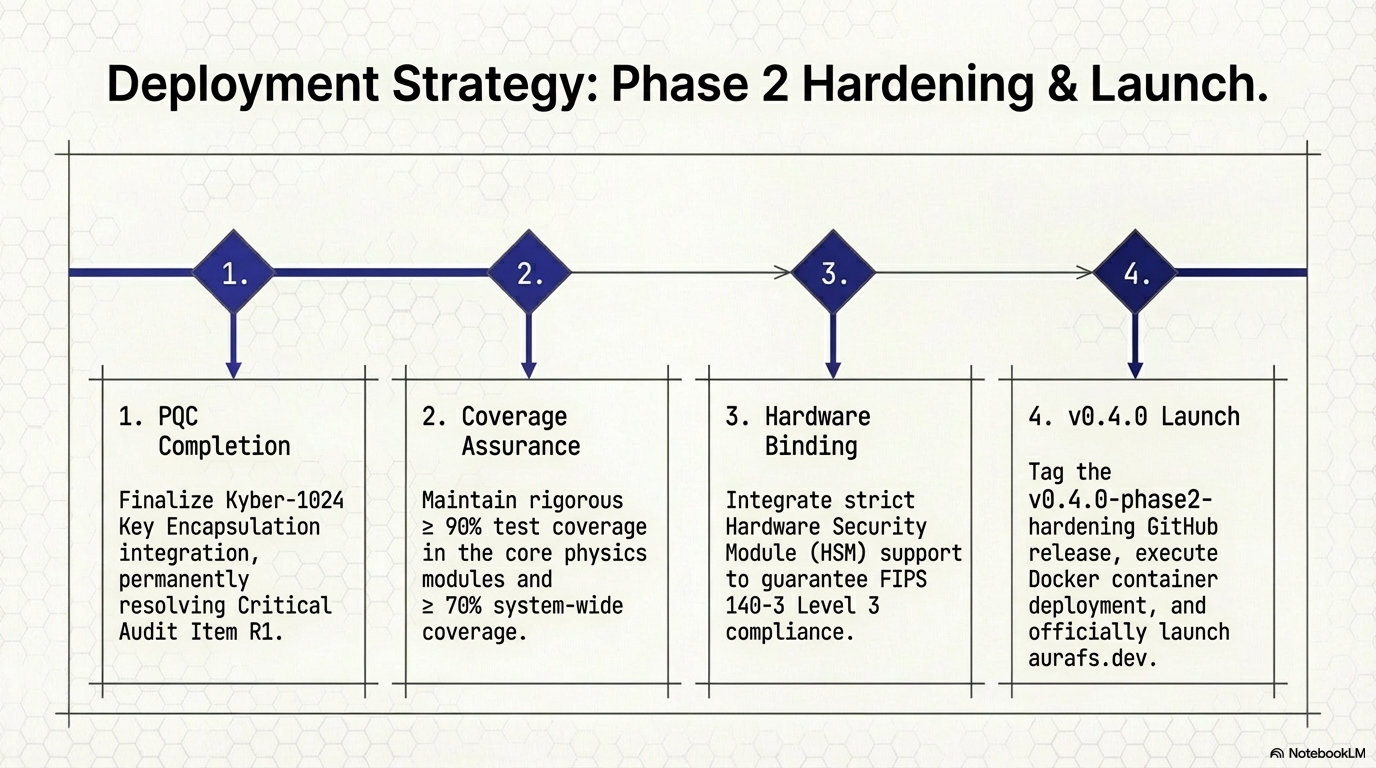 Deployment Strategy: Phase 2 Hardening & Launch.
1.
2.
3.
4.
1. PQC
Completion
Finalize Kyber-1024
Key Encapsulation
integration,
permanently
resolving Critical
Audit Item R1.
2. Coverage
Assurance
Maintain rigorous
≥ 90% test coverage
in the core physics
modules and
≥ 70% system-wide
coverage.
3. Hardware
Binding
Integrate strict
Hardware Security
Module (HSM) support
to guarantee FIPS
140-3 Level 3
compliance.
4. v0.4.0 Launch
Tag the
v0.4.0-phase2-
hardening GitHub
release, execute
Docker container
deployment, and
officially launch
aurafs.dev.
NotebookLM